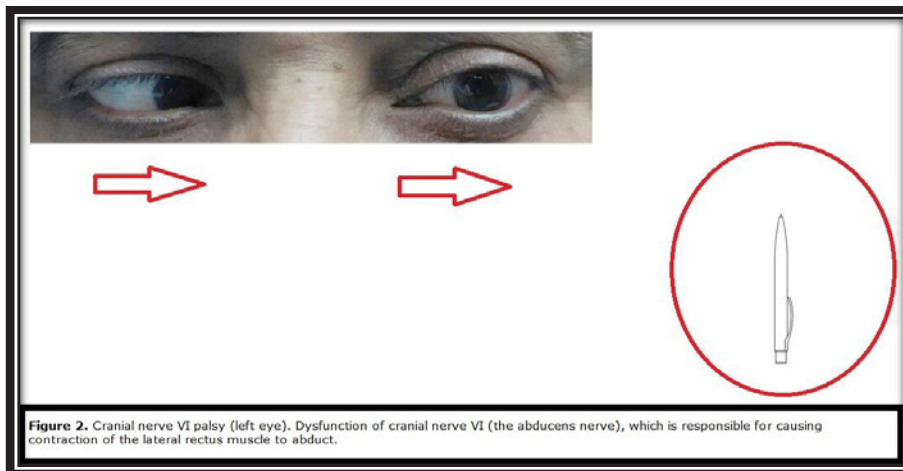 Figure 2. Cranial nerve VI palsy (left eye). Dysfunction of cranial nerve VI (the abducens nerve), which is responsible for causing
contraction of the lateral rectus muscle to abduct.